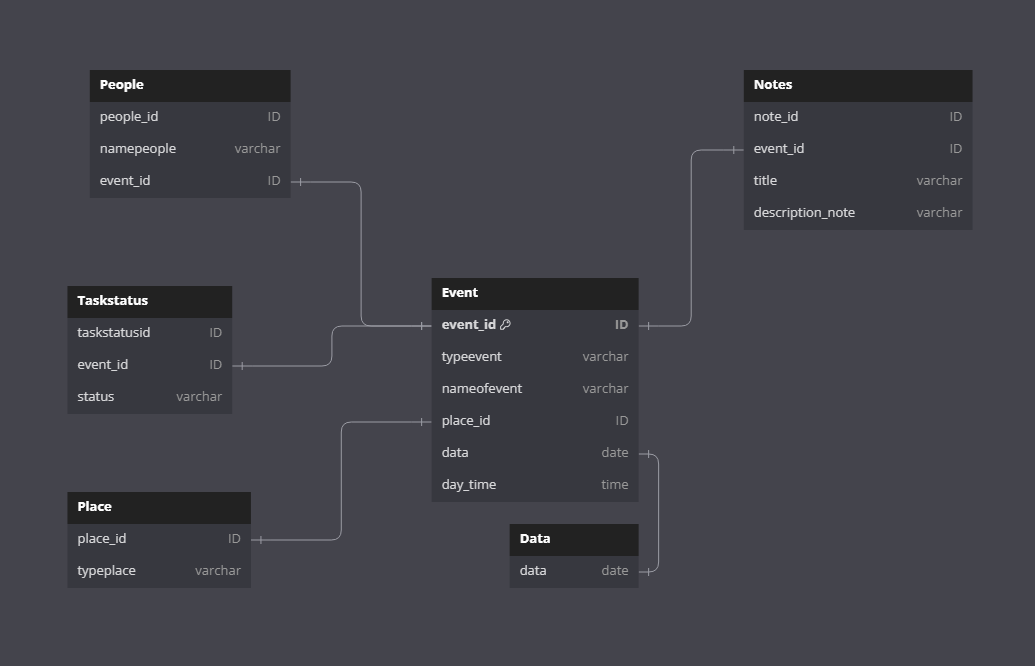 People
people_id ID
namepeople varchar
event_id ID
Notes
note_id ID
event_id ID
title varchar
description_note varchar
Taskstatus
taskstatusid ID
event_id ID
status varchar
Event
event_id ID
typeevent varchar
nameofevent varchar
place_id ID
data date
day_time time
Place
place_id ID
typeplace varchar
Data
data date